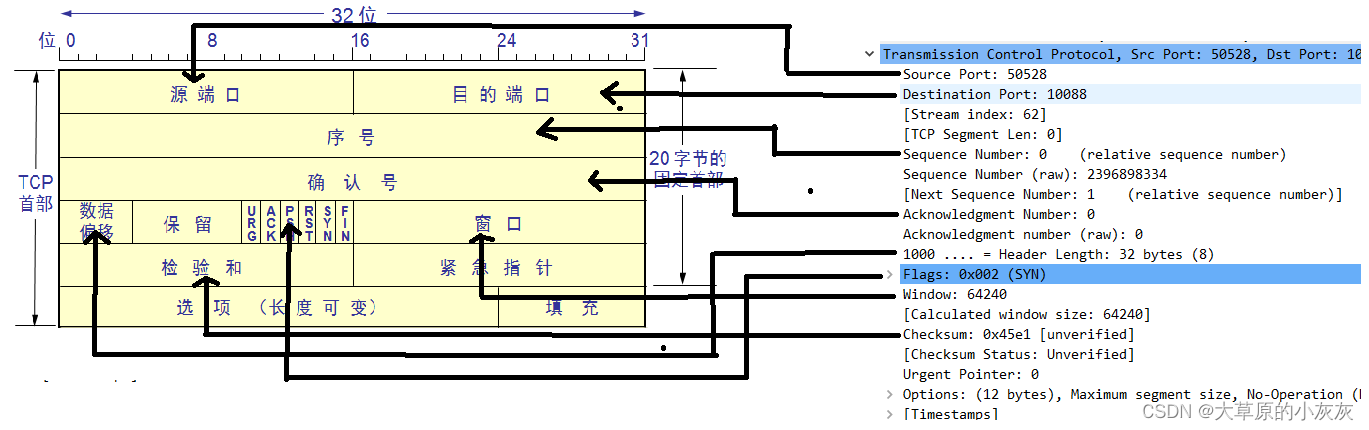 32位
位 0 8 16 24 31
TCP
首部
源端口
目的端口
序号
20字节的
固定首部
确认号
数据
偏移
保留
URG
ACK
RST
SYN
FIN
窗口
检验和
紧急指针
选项 (长度可变)
填充
Transmission Control Protocol, Src Port: 50528, Dst Port: 10
Source Port: 50528
Destination Port: 10088
[Stream index: 62]
[TCP Segment Len: 0]
Sequence Number: 0 (relative sequence number)
Sequence Number (raw): 2396898334
[Next Sequence Number: 1 (relative sequence number)]
Acknowledgment Number: 0
Acknowledgment number (raw): 0
1000 .... = Header Length: 32 bytes (8)
Flags: 0x002 (SYN)
Window: 64240
[Calculated window size: 64240]
Checksum: 0x45e1 [unverified]
[Checksum Status: Unverified]
Urgent Pointer: 0
Options: (12 bytes), Maximum segment size, No-Operation (
[Timestamps]
CSDN @大草原的小灰灰